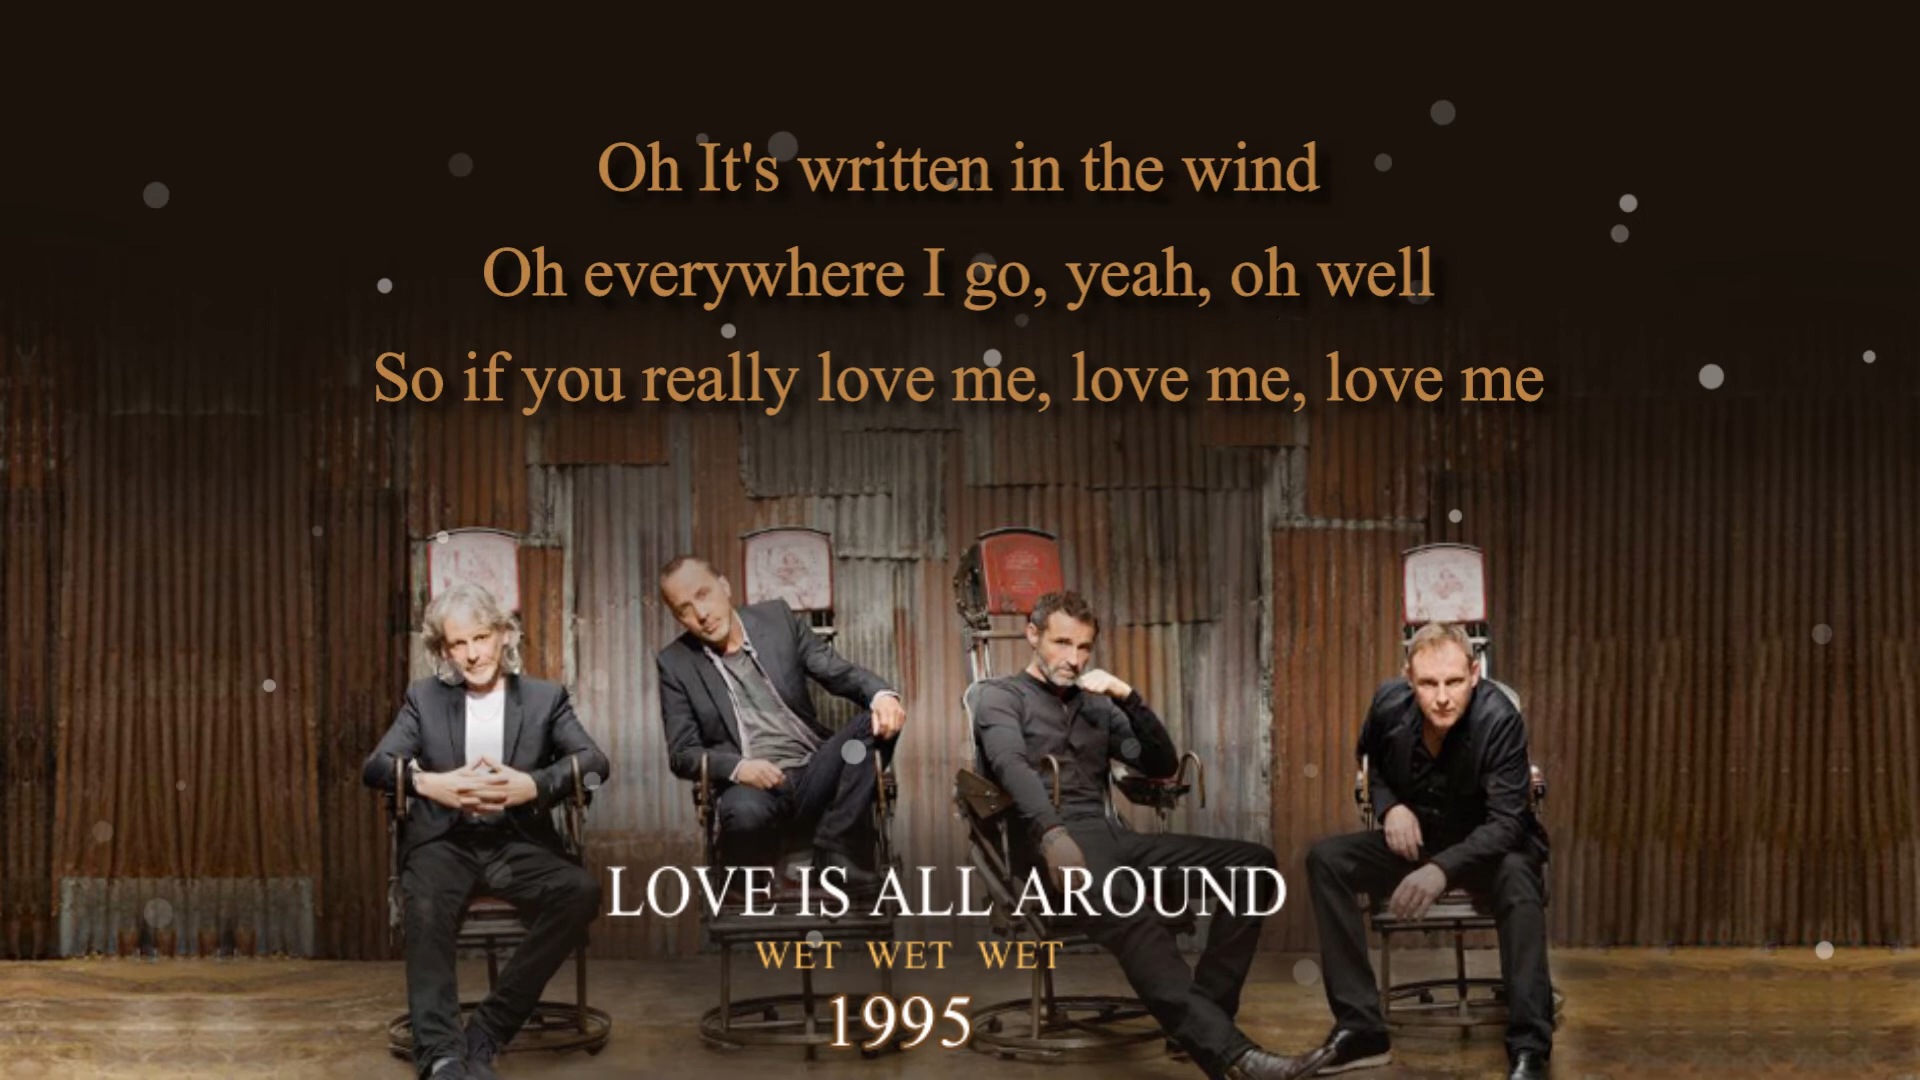 Oh It's written in the wind
Oh everywhere I go, yeah, oh well
So if you really love me, love me, love me
LOVE IS ALL AROUND
WET WET WET
1995